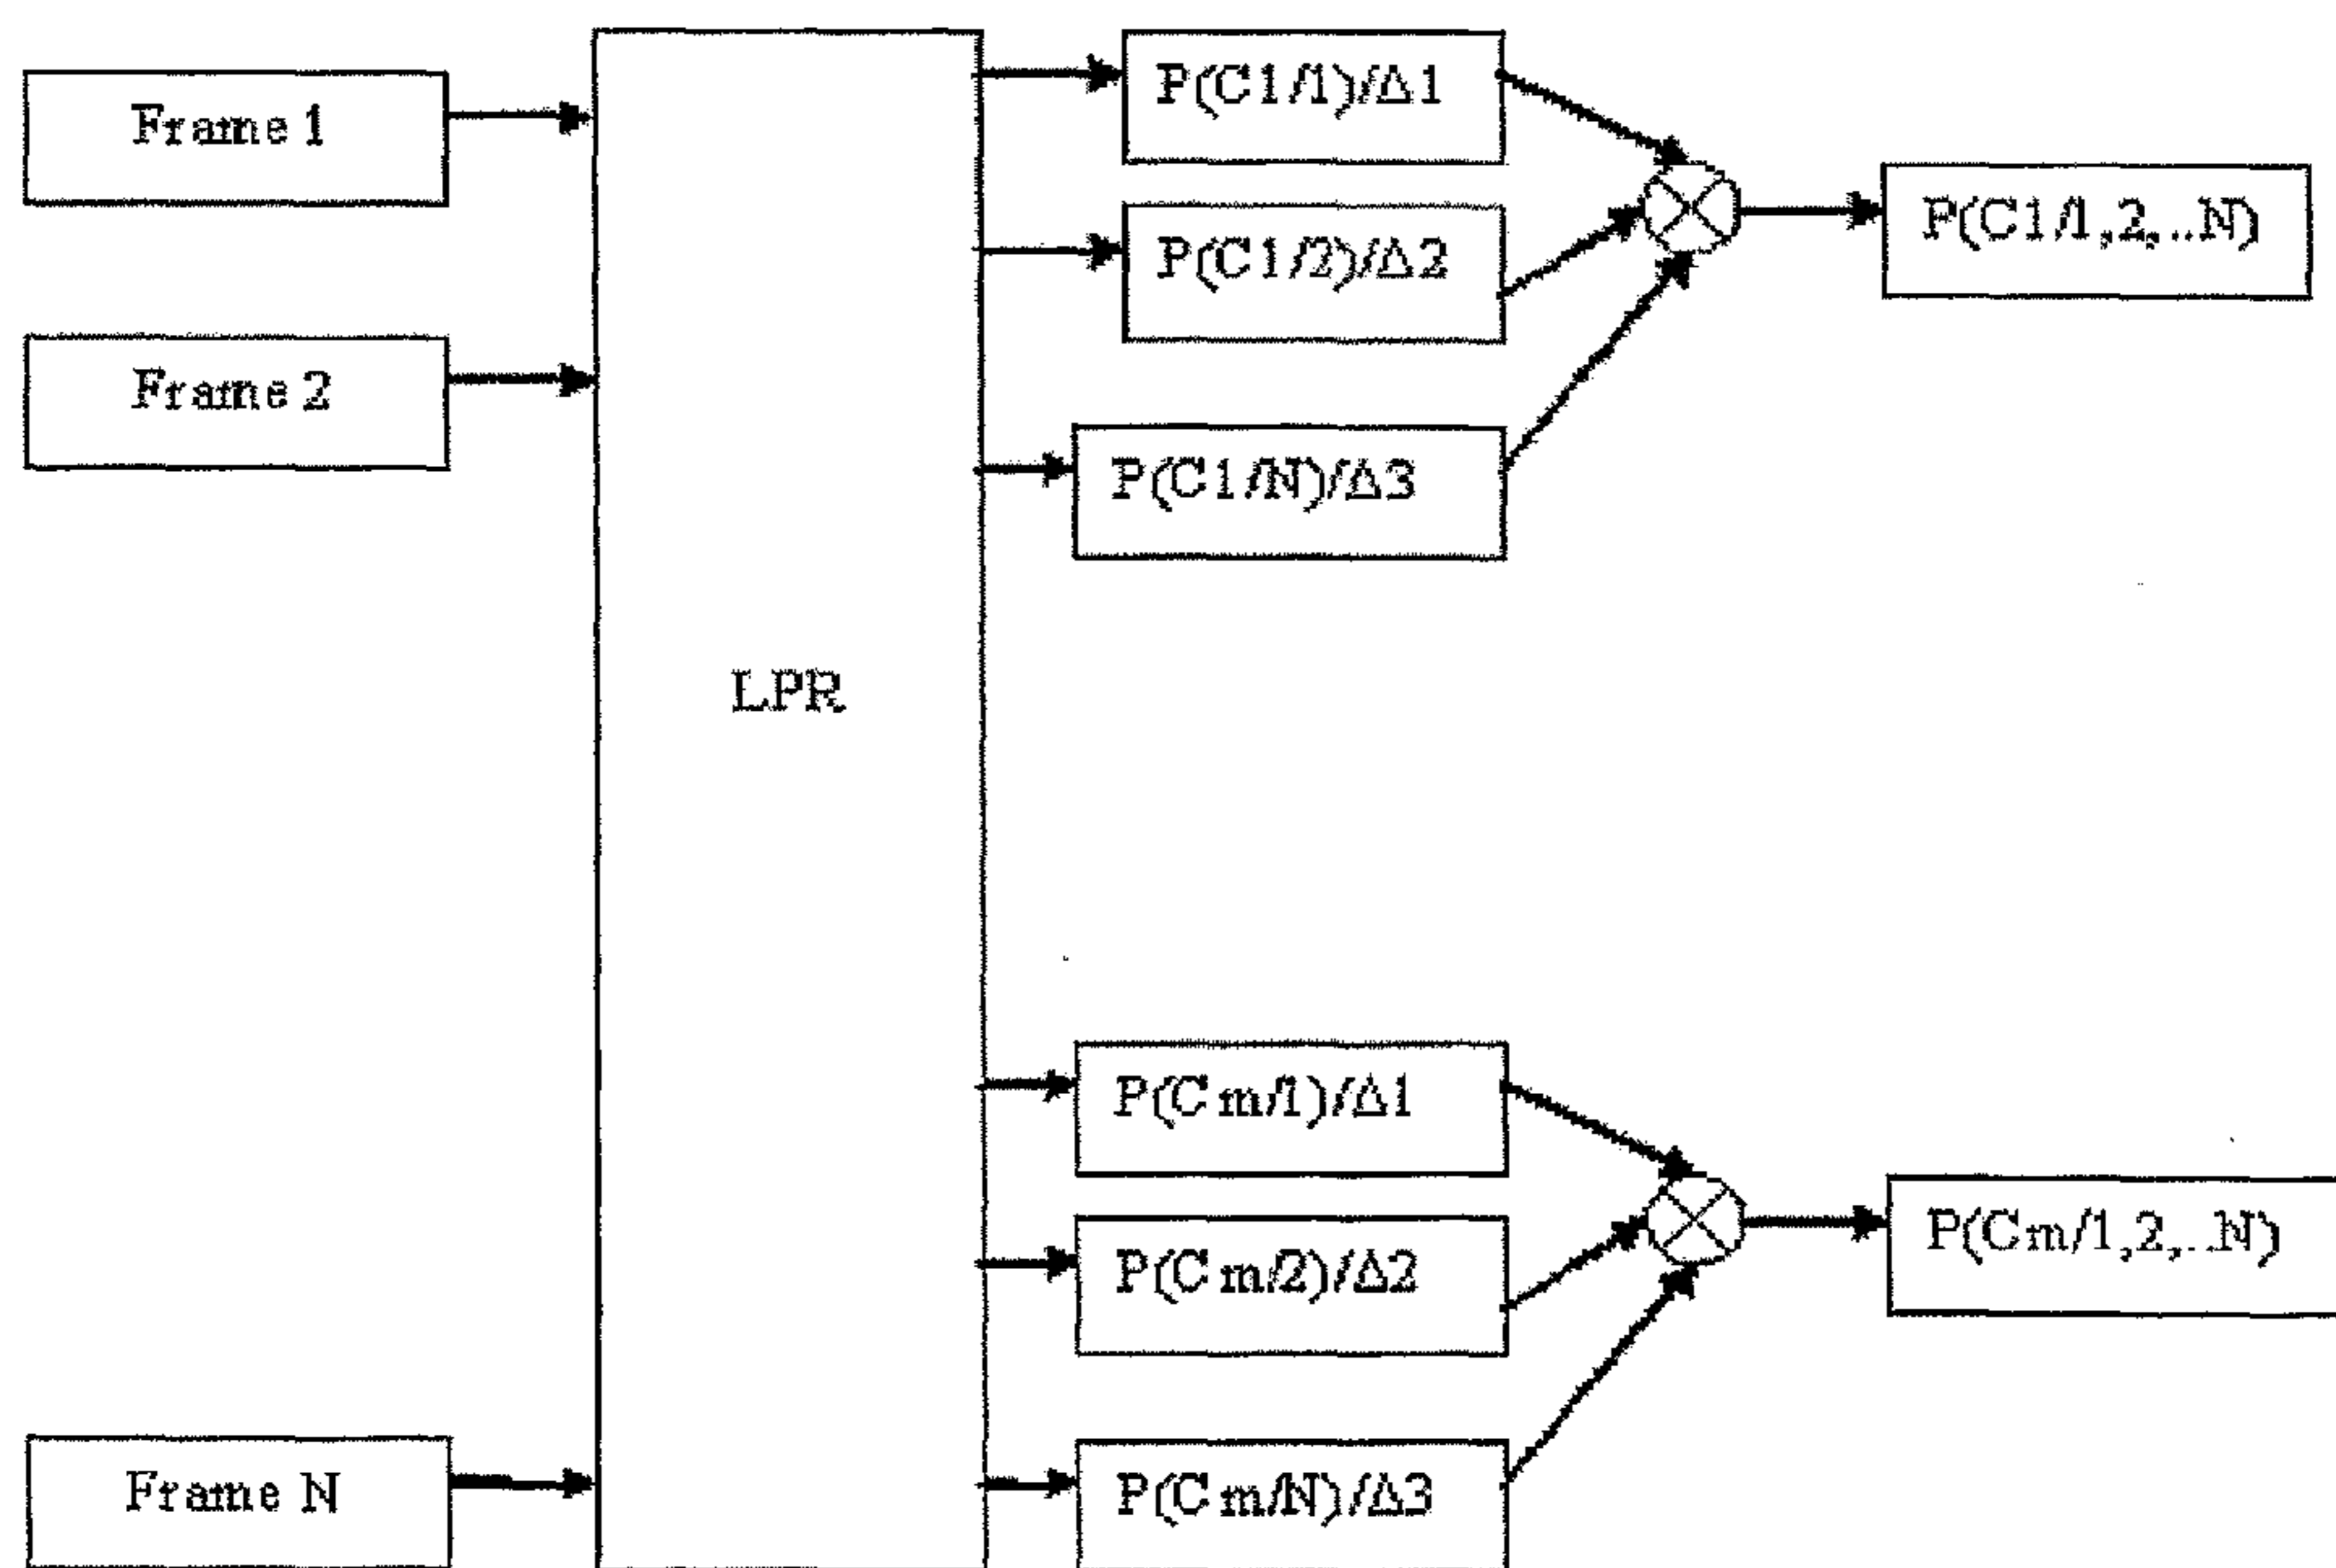 Frame 1
Frame 2
Frame N
LPR
P(C1/1)/Δ1
P(C1/2)/Δ2
P(C1/N)/Δ3
P(C1/1,2,..N)
P(Cm/1)/Δ1
P(Cm/2)/Δ2
P(Cm/N)/Δ3
P(Cm/1,2,..N)